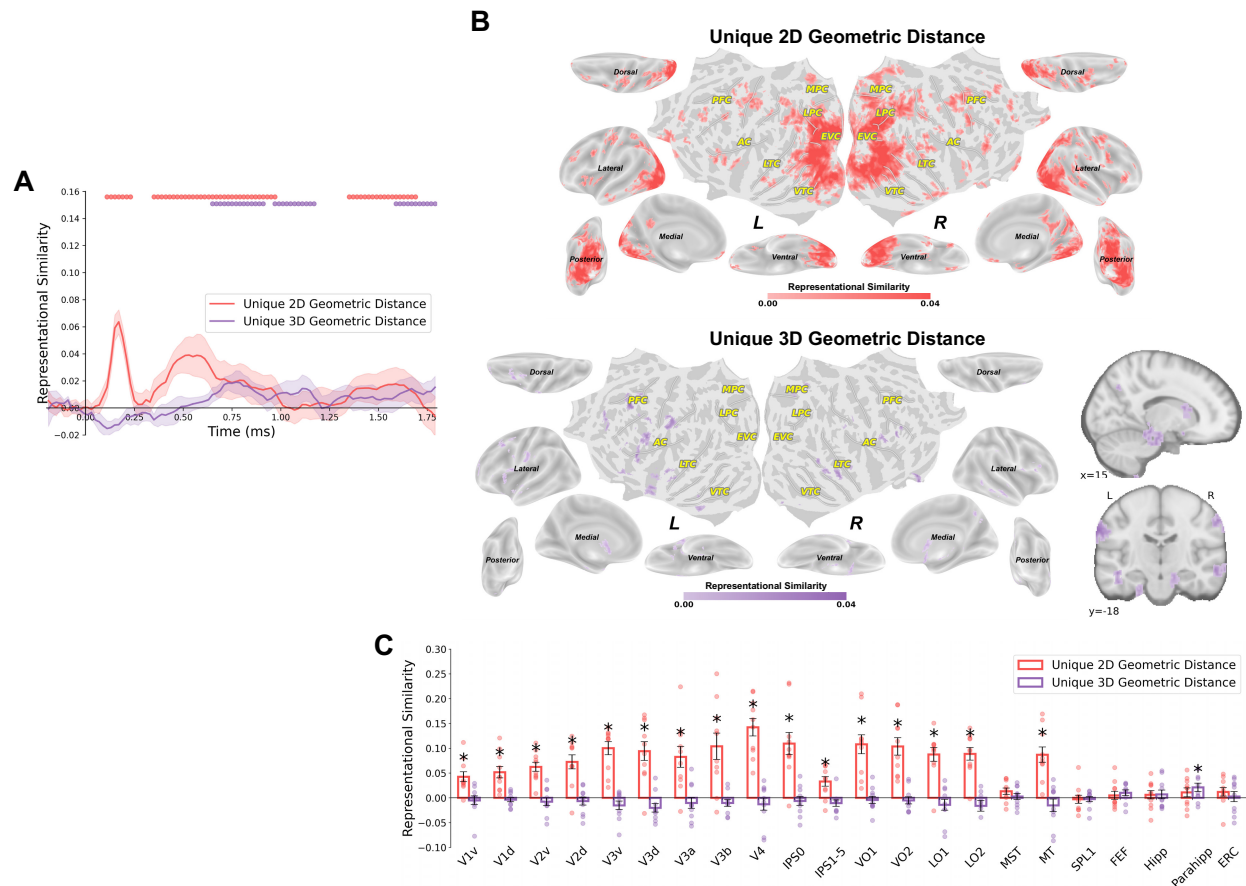 B
Unique 2D Geometric Distance
Dorsal
PFC
MPC
LPC
EVC
AC
LTC
VTC
MPC
LPC
EVC
PFC
AC
LTC
VTC
Dorsal
Lateral
Lateral
L
R
Posterior
Medial
Ventral
Ventral
Medial
Posterior
Representational Similarity
0.00
0.04
A
Representational Similarity
0.16
0.14
0.12
0.10
0.08
0.06
0.04
0.02
0.00
−0.02
Unique 2D Geometric Distance
Unique 3D Geometric Distance
0.00
0.25
0.50
0.75
1.00
1.25
1.50
1.75
Time (ms)
Unique 3D Geometric Distance
Dorsal
PFC
MPC
LPC
EVC
AC
LTC
VTC
MPC
LPC
EVC
PFC
AC
LTC
VTC
Dorsal
Lateral
Lateral
L
R
Posterior
Medial
Ventral
Ventral
Medial
Posterior
Representational Similarity
0.00
0.04
x=15
L
R
y=-18
C
Representational Similarity
0.30
0.25
0.20
0.15
0.10
0.05
0.00
−0.05
−0.10
Unique 2D Geometric Distance
Unique 3D Geometric Distance
* * * * * * * * * * * * * * * * *
V1v
V1d
V2v
V2d
V3v
V3d
V3a
V3b
V4
IPS0
IPS1-5
VO1
VO2
LO1
LO2
MST
MT
SPL1
FEF
Hipp
Parahipp
ERC